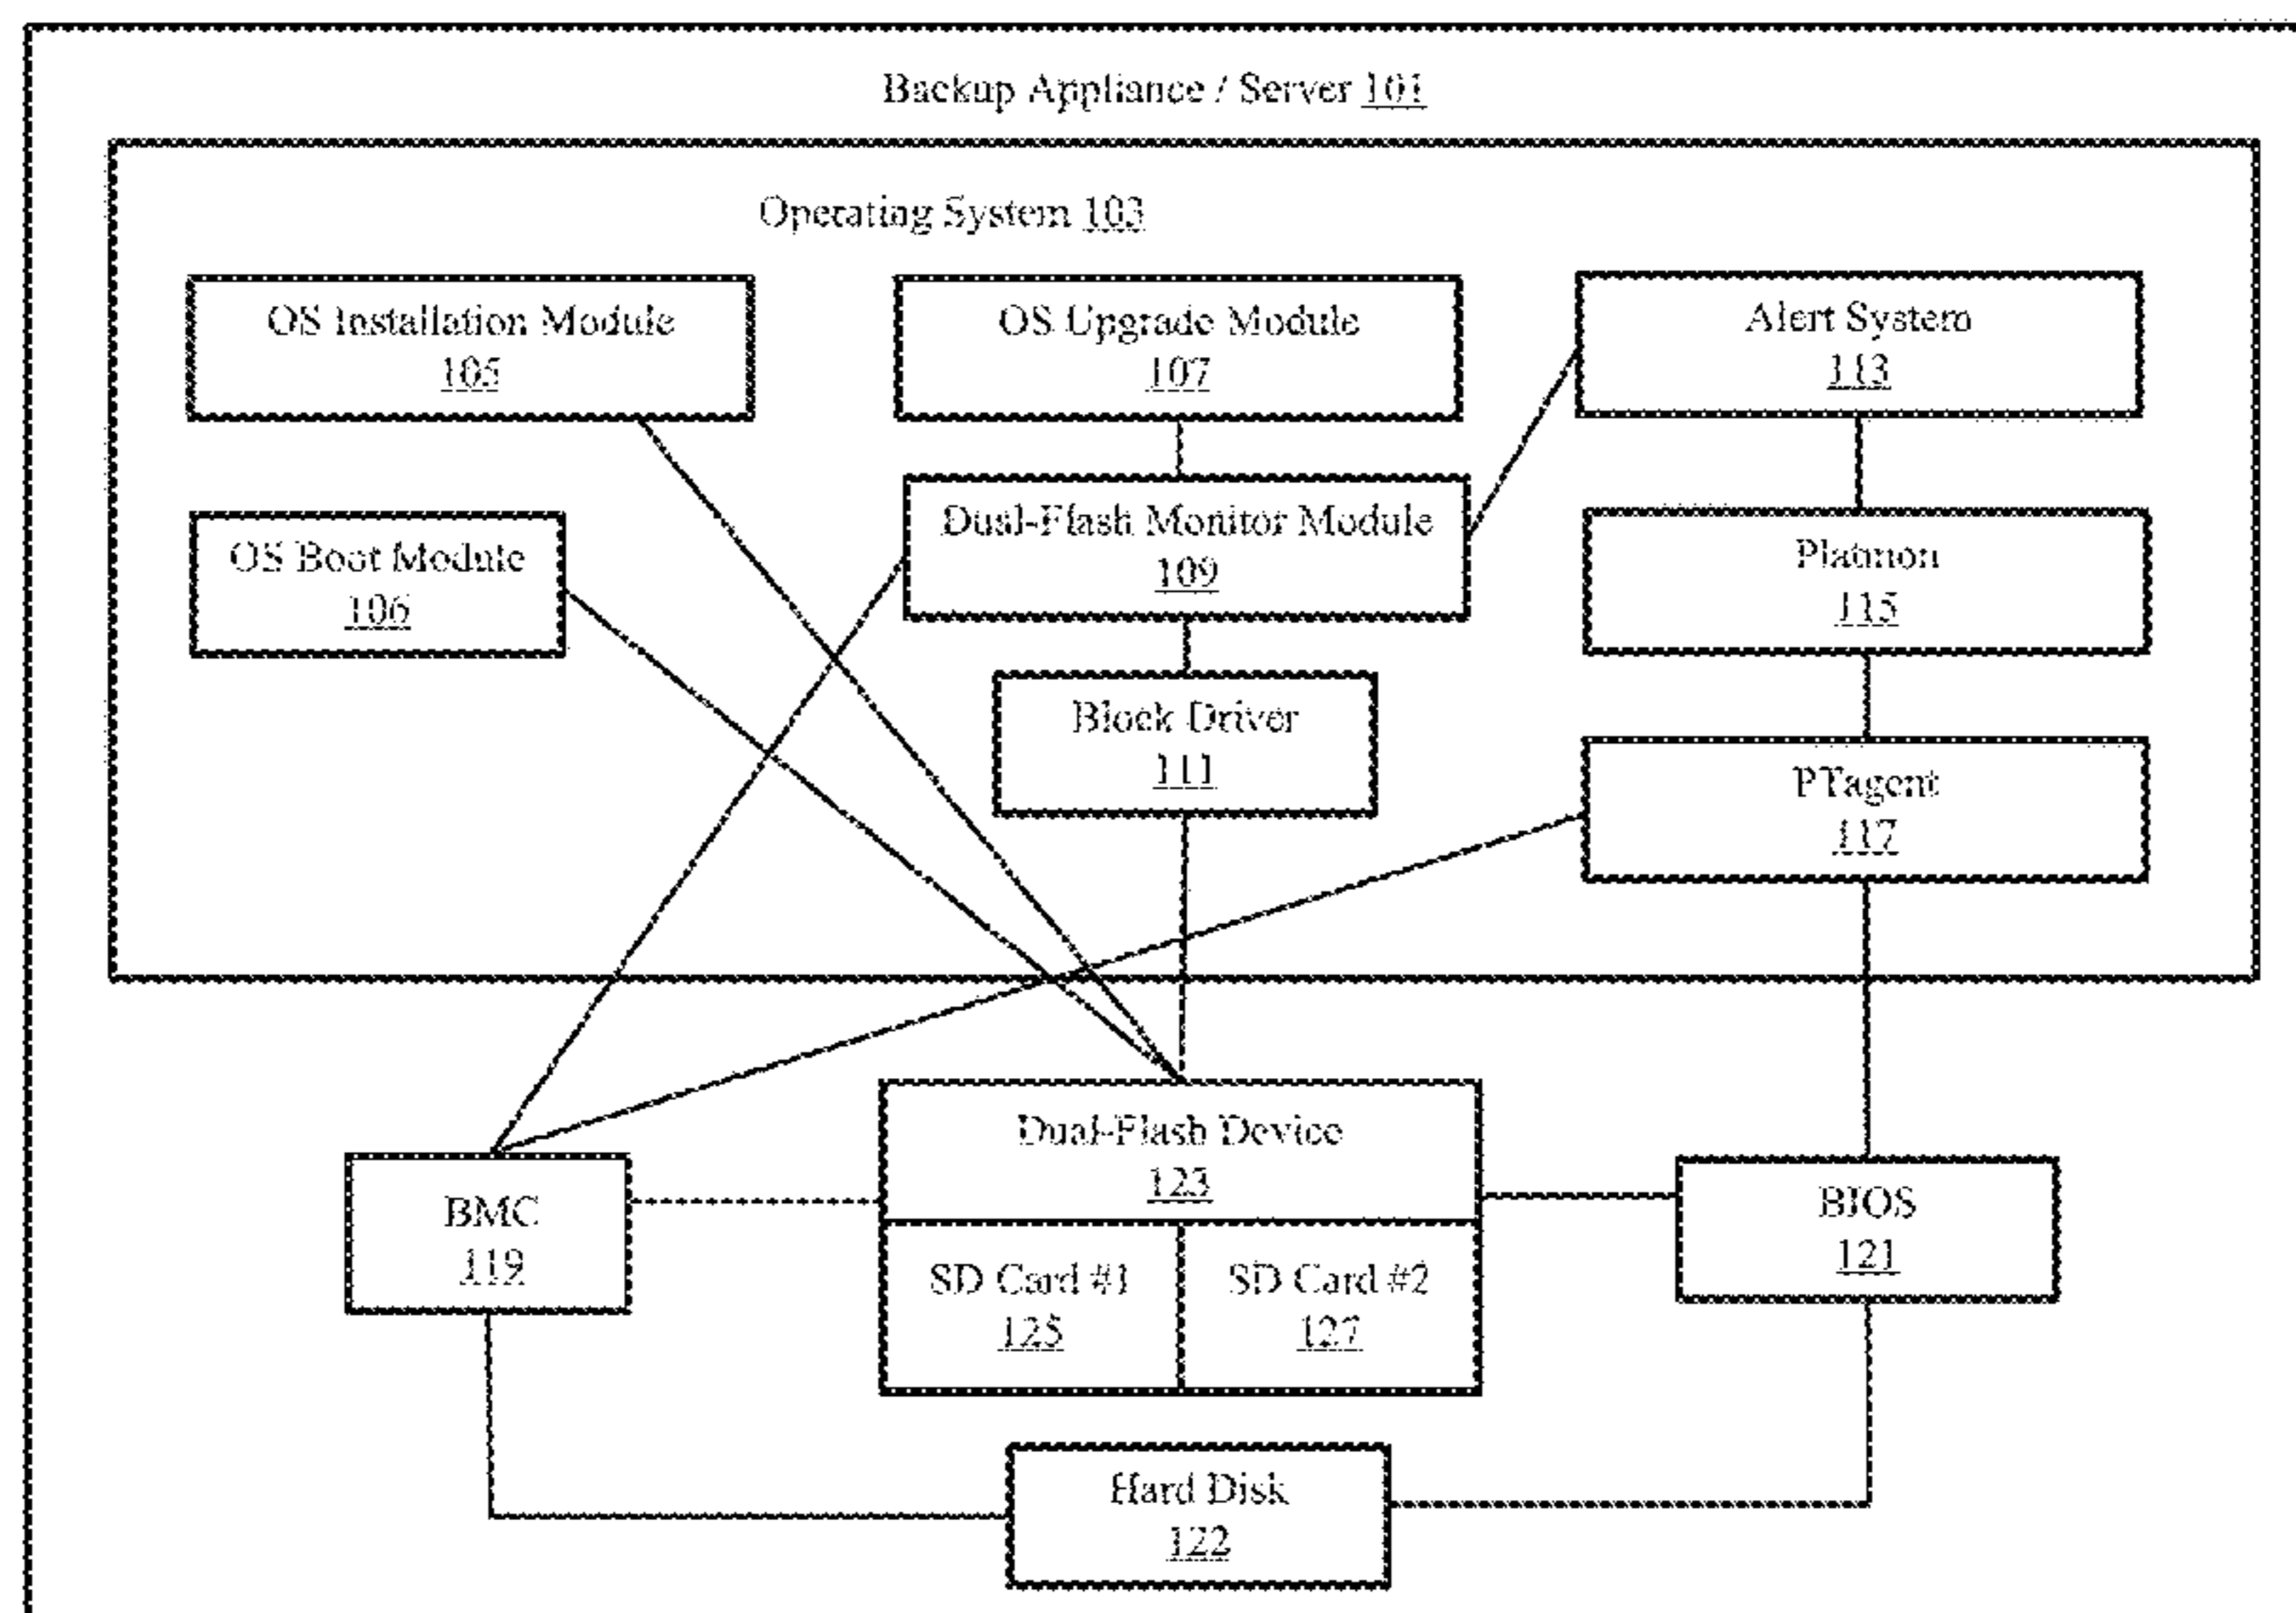 Backup Appliance / Server 101
Operating System 103
OS Installation Module
105
OS Upgrade Module
107
Alert System
113
OS Boot Module
106
Dual-Flash Monitor Module
109
Platmon
115
Block Driver
111
PTagent
117
Dual-Flash Device
123
BMC
119
SD Card #1
125
SD Card #2
127
BIOS
121
Hard Disk
122